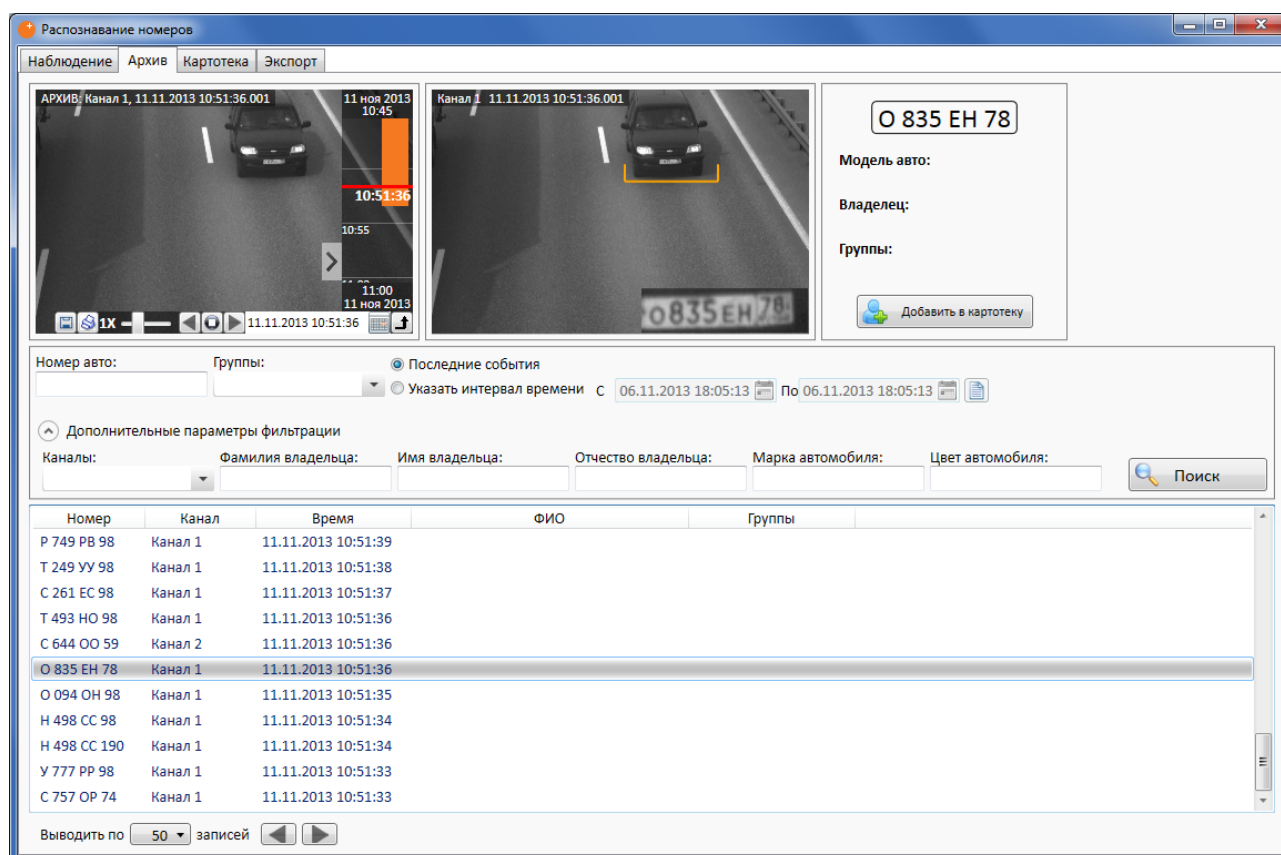 Распознавание номеров
Наблюдение Архив Картотека Экспорт
АРХИВ: Канал 1, 11.11.2013 10:51:36.001
11 ноя 2013
10:45
10:51:36
10:55
11:00
11 ноя 2013
1X
11.11.2013 10:51:36
Канал 1 11.11.2013 10:51:36.001
О835ЕН 78
О 835 ЕН 78
Модель авто:
Владелец:
Группы:
Добавить в картотеку
Номер авто: Группы: Последние события
Указать интервал времени С 06.11.2013 18:05:13 По 06.11.2013 18:05:13
Дополнительные параметры фильтрации
Каналы: Фамилия владельца: Имя владельца: Отчество владельца: Марка автомобиля: Цвет автомобиля:
Поиск
Номер Канал Время ФИО Группы
Р 749 РВ 98 Канал 1 11.11.2013 10:51:39
Т 249 УУ 98 Канал 1 11.11.2013 10:51:38
С 261 ЕС 98 Канал 1 11.11.2013 10:51:37
Т 493 НО 98 Канал 1 11.11.2013 10:51:36
С 644 ОО 59 Канал 2 11.11.2013 10:51:36
О 835 ЕН 78 Канал 1 11.11.2013 10:51:36
О 094 ОН 98 Канал 1 11.11.2013 10:51:35
Н 498 СС 98 Канал 1 11.11.2013 10:51:34
Н 498 СС 190 Канал 1 11.11.2013 10:51:34
У 777 РР 98 Канал 1 11.11.2013 10:51:33
С 757 ОР 74 Канал 1 11.11.2013 10:51:33
Выводить по 50 записей